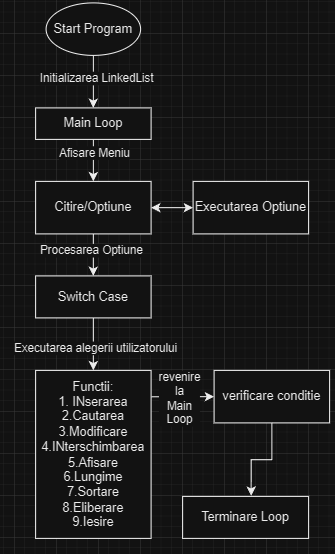 Start Program
Initializarea LinkedList
Main Loop
Afisare Meniu
Citire/Optiune
Executarea Optiune
Procesarea Optiune
Switch Case
Executarea alegerii utilizatorului
Functii:
1. INserarea
2.Cautarea
3.Modificare
4.INterschimbarea
5.Afisare
6.Lungime
7.Sortare
8.Eliberare
9.Iesire
revenire
la
Main
Loop
verificare conditie
Terminare Loop